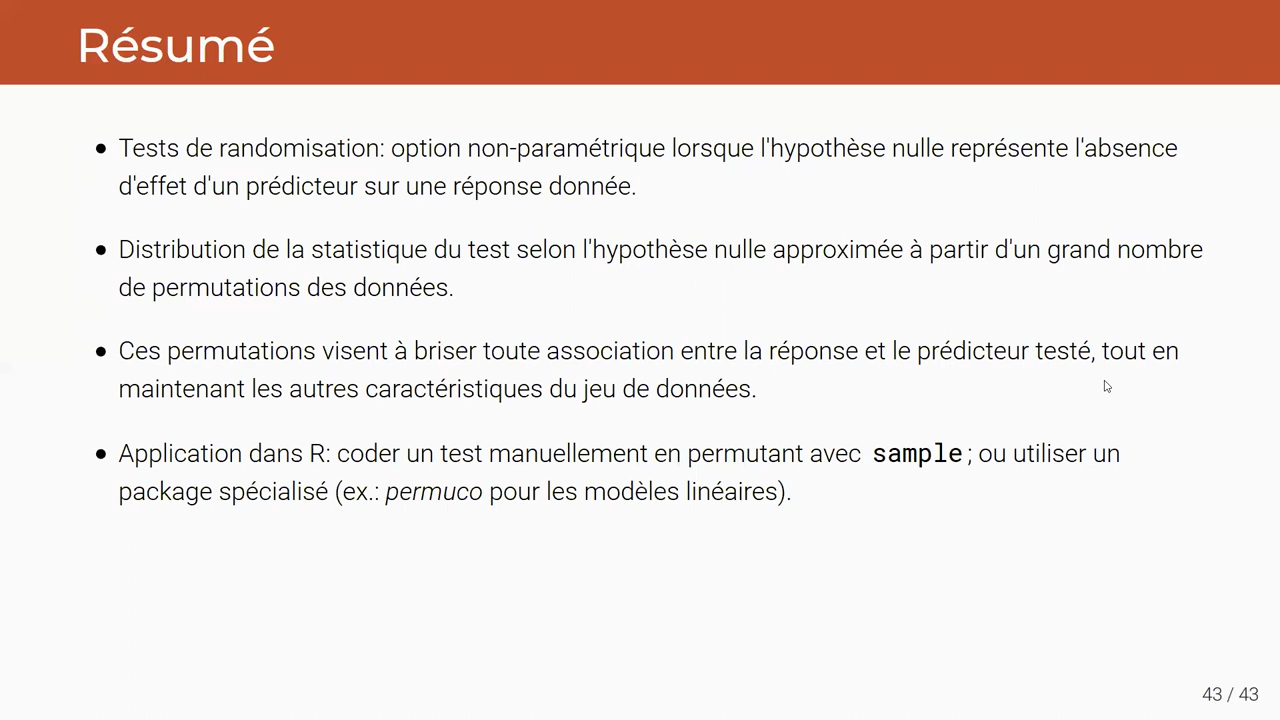 Résumé
• Tests de randomisation: option non-paramétrique lorsque l'hypothèse nulle représente l'absence
d'effet d'un prédicteur sur une réponse donnée.
• Distribution de la statistique du test selon l'hypothèse nulle approximée à partir d'un grand nombre
de permutations des données.
• Ces permutations visent à briser toute association entre la réponse et le prédicteur testé, tout en
maintenant les autres caractéristiques du jeu de données.
• Application dans R: coder un test manuellement en permutant avec sample; ou utiliser un
package spécialisé (ex.: permuco pour les modèles linéaires).
43 / 43